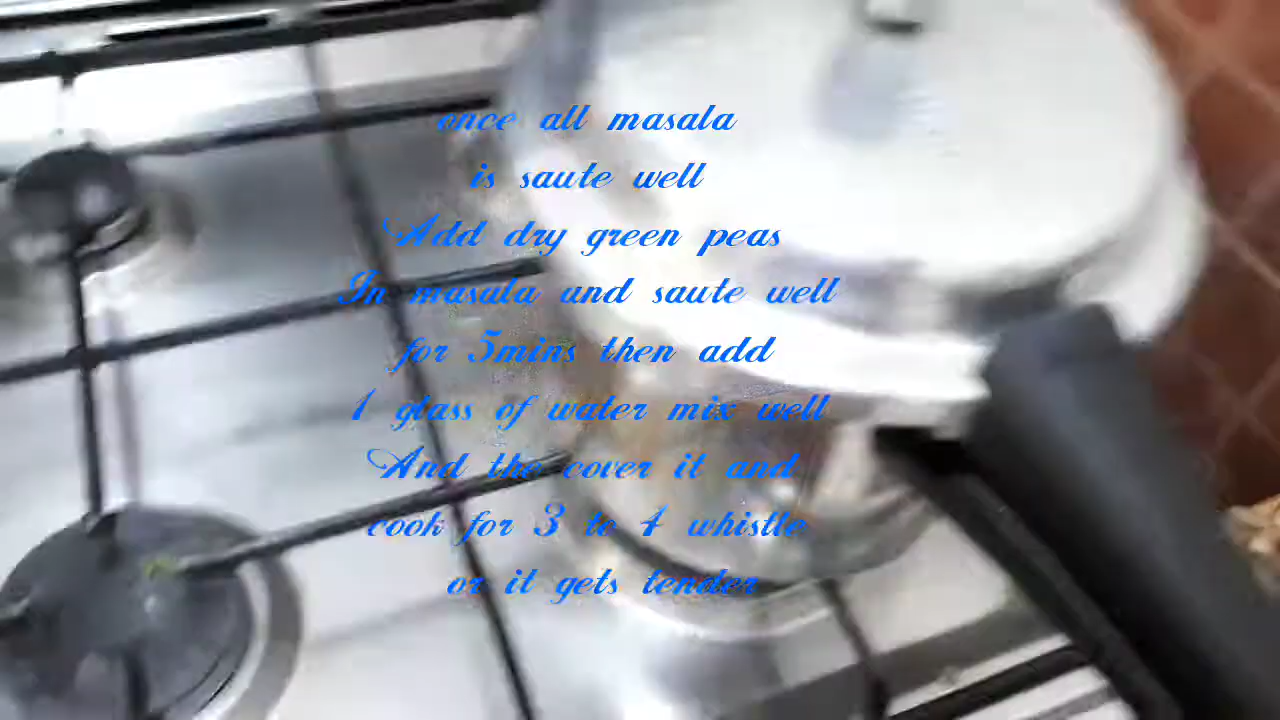 once all masala
is saute well
Add dry green peas
In masala and saute well
for 5mins then add
1 glass of water mix well
And the cover it and
cook for 3 to 4 whistle
or it gets tender